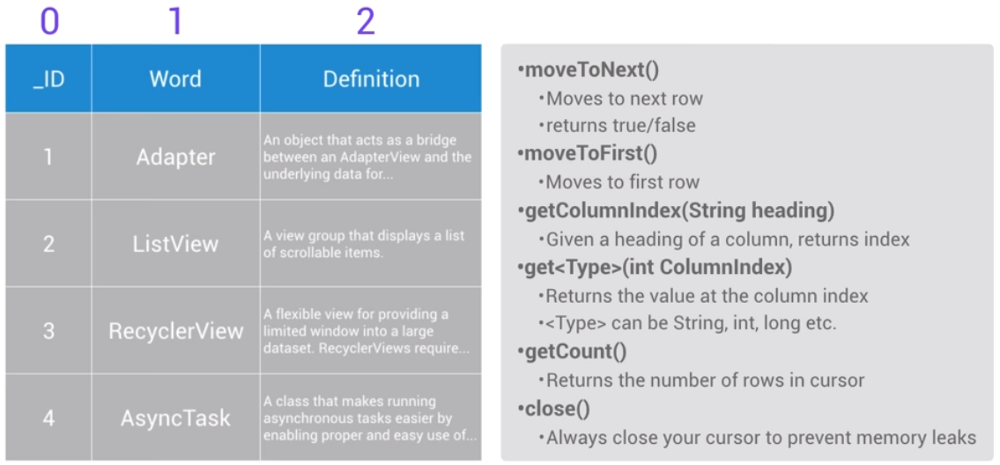 0 1 2
_ID Word Definition
1 Adapter
An object that acts as a bridge
between an AdapterView and the
underlying data for...
2 ListView
A view group that displays a list
of scrollable items.
3 RecyclerView
A flexible view for providing a
limited window into a large
dataset. RecyclerViews require...
4 AsyncTask
A class that makes running
asynchronous tasks easier by
enabling proper and easy use of...
•moveToNext()
•Moves to next row
•returns true/false
•moveToFirst()
•Moves to first row
•getColumnIndex(String heading)
•Given a heading of a column, returns index
•get<Type>(int ColumnIndex)
•Returns the value at the column index
•<Type> can be String, int, long etc.
•getCount()
•Returns the number of rows in cursor
•close()
•Always close your cursor to prevent memory leaks